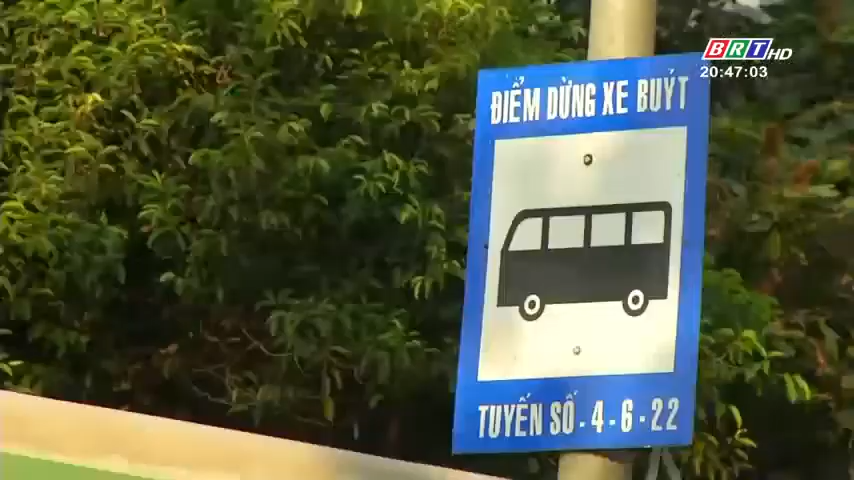 BRT HD
20:47:03
ĐIỂM DỪNG XE BUÝT
TUYẾN SỐ - 4 - 6 - 22